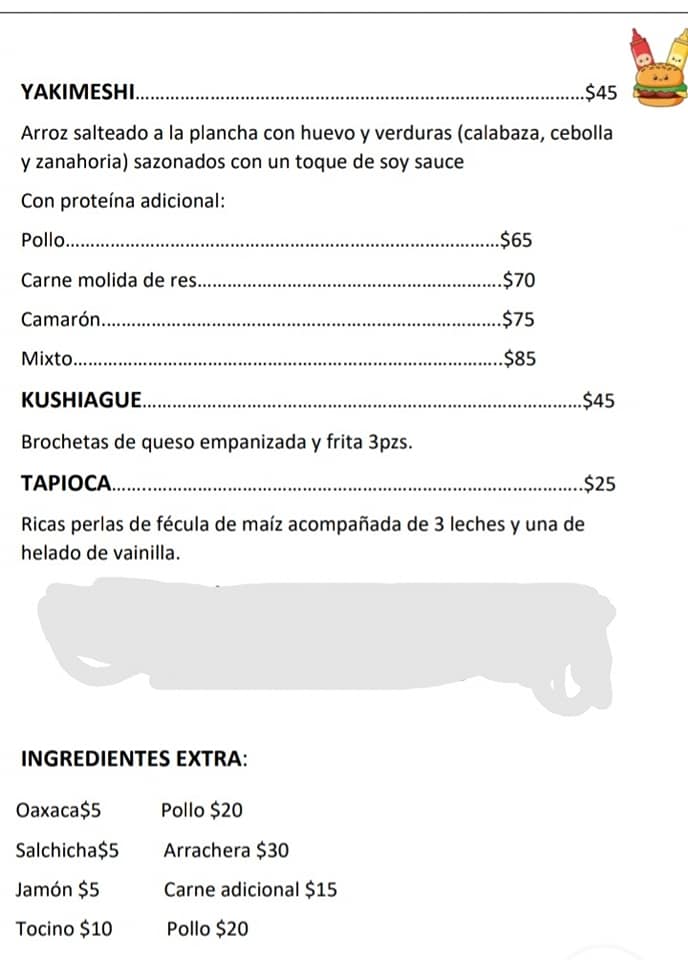 YAKIMESHI...........................................................................................$45
Arroz salteado a la plancha con huevo y verduras (calabaza, cebolla
y zanahoria) sazonados con un toque de soy sauce
Con proteína adicional:
Pollo........................................................................................$65
Carne molida de res..............................................................$70
Camarón.................................................................................$75
Mixto.......................................................................................$85
KUSHIAGUE.........................................................................................$45
Brochetas de queso empanizada y frita 3pzs.
TAPIOCA................................................................................................$25
Ricas perlas de fécula de maíz acompañada de 3 leches y una de
helado de vainilla.
INGREDIENTES EXTRA:
Oaxaca$5 Pollo $20
Salchicha$5 Arrachera $30
Jamón $5 Carne adicional $15
Tocino $10 Pollo $20